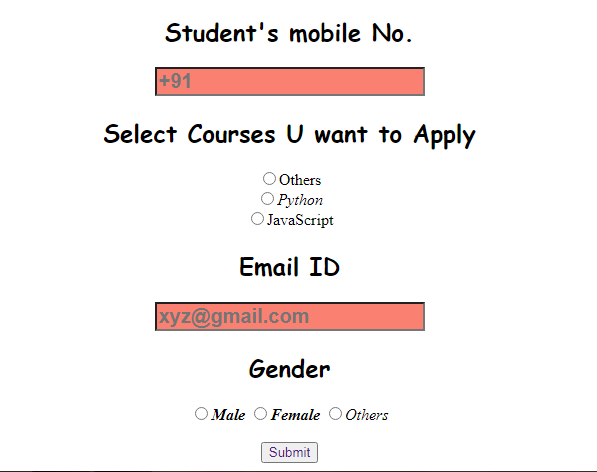 Student's mobile No.
+91
Select Courses U want to Apply
Others
Python
JavaScript
Email ID
xyz@gmail.com
Gender
Male Female Others
Submit